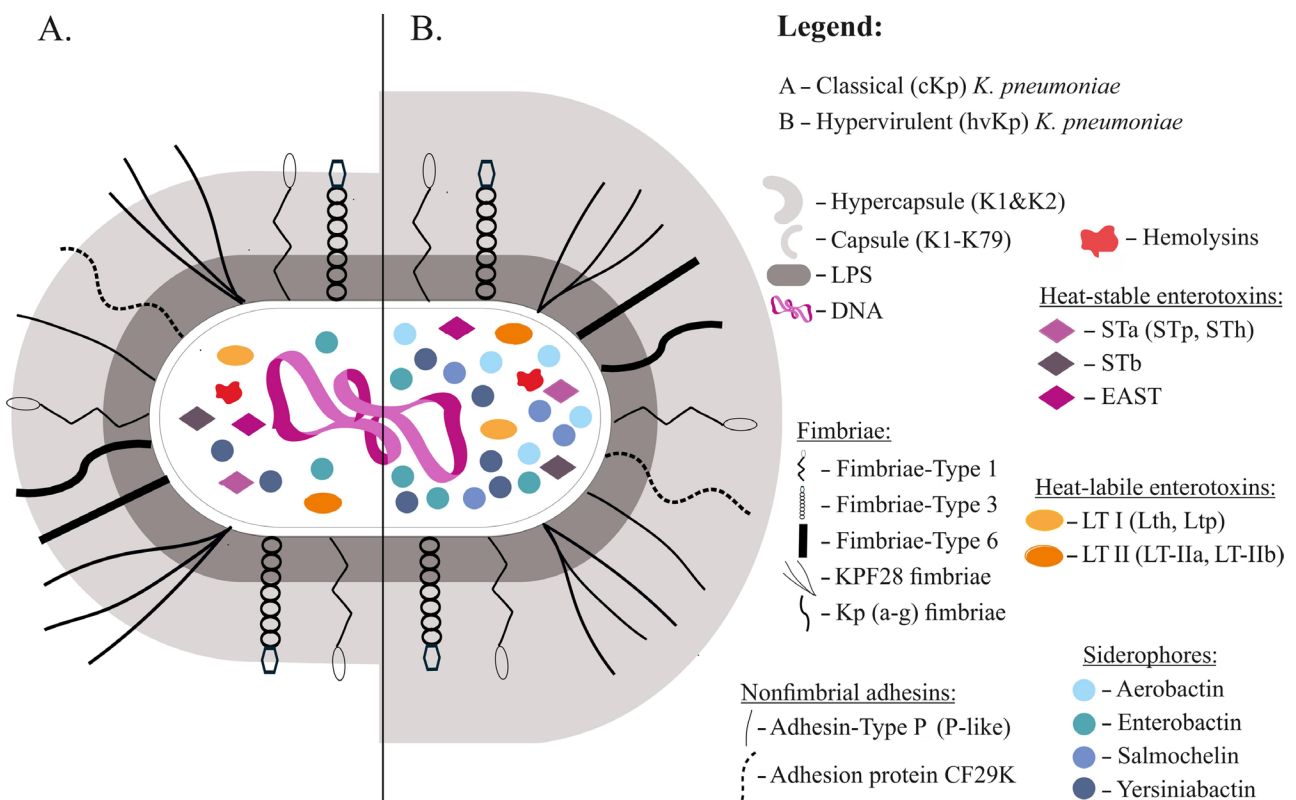 A.
B.
Legend:
A – Classical (cKp) K. pneumoniae
B – Hypervirulent (hvKp) K. pneumoniae
– Hypercapsule (K1&K2)
– Capsule (K1-K79)
– LPS
– DNA
– Hemolysins
Heat-stable enterotoxins:
– STa (STp, STh)
– STb
– EAST
Fimbriae:
– Fimbriae-Type 1
– Fimbriae-Type 3
– Fimbriae-Type 6
– KPF28 fimbriae
– Kp (a-g) fimbriae
Heat-labile enterotoxins:
– LT I (Lth, Ltp)
– LT II (LT-IIa, LT-IIb)
Nonfimbrial adhesins:
– Adhesin-Type P (P-like)
– Adhesion protein CF29K
Siderophores:
– Aerobactin
– Enterobactin
– Salmochelin
– Yersiniabactin